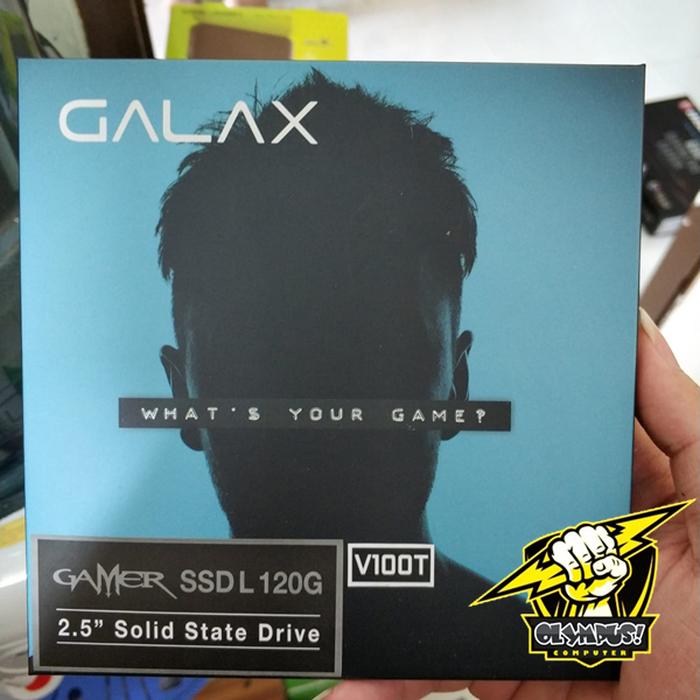 GALAX
WHAT'S YOUR GAME?
GAMER SSD L 120G
V100T
2.5” Solid State Drive
OLYMPUS!
COMPUTER